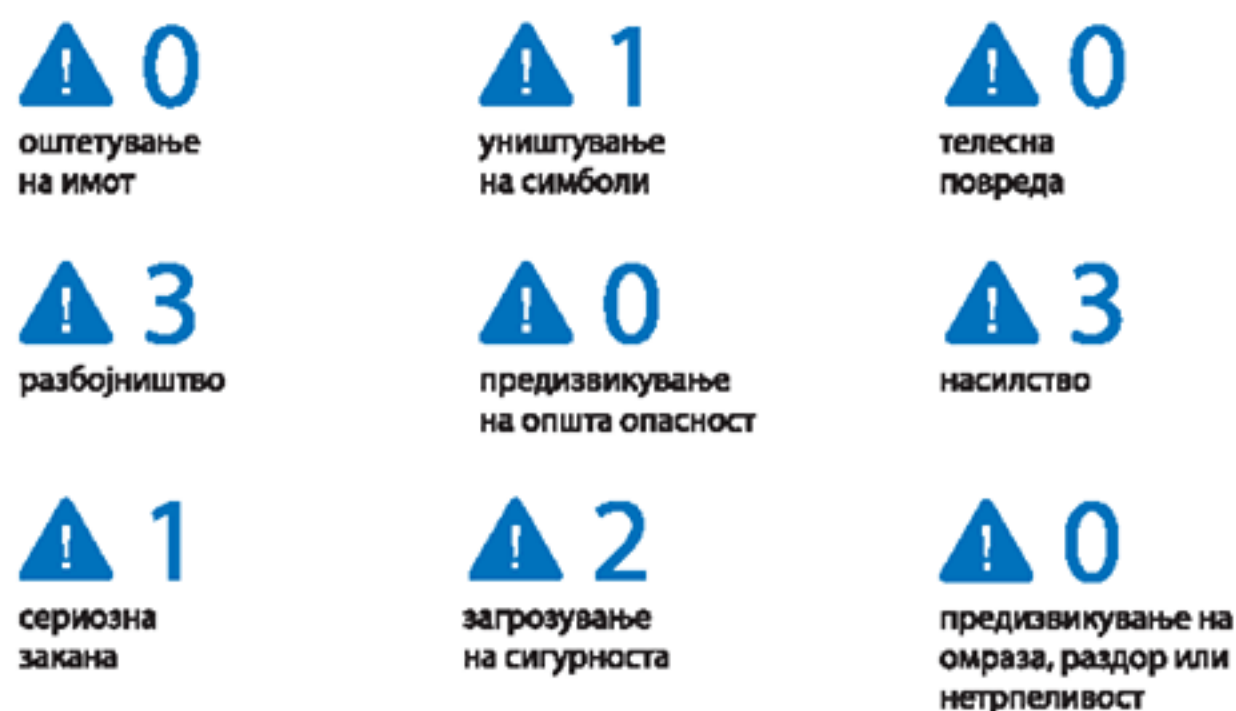 0
оштетување
на имот
1
уништување
на симболи
0
телесна
повреда
3
разбојништво
0
предизвикување
на општа опасност
3
насилство
1
сериозна
закана
2
загрозување
на сигурноста
0
предизвикување на
омраза, раздор или
нетрпеливост